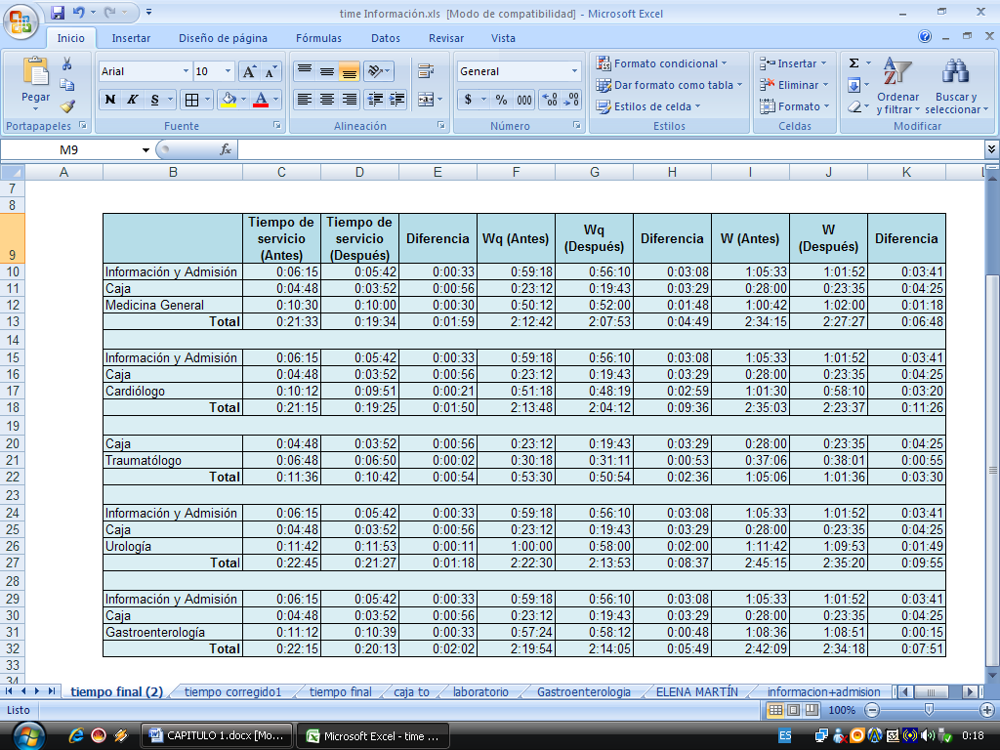 time Información.xls [Modo de compatibilidad] - Microsoft Excel
Inicio Insertar Diseño de página Fórmulas Datos Revisar Vista
Pegar
Portapapeles
Arial 10
N K S
Fuente
Alineación
General
$ % 000
Número
Formato condicional
Dar formato como tabla
Estilos de celda
Estilos
Insertar
Eliminar
Formato
Celdas
Σ
Ordenar y filtrar
Buscar y seleccionar
Modificar
M9 fx
A B C D E F G H I J K L
7
8
9 Tiempo de servicio (Antes) Tiempo de servicio (Después) Diferencia Wq (Antes) Wq (Después) Diferencia W (Antes) W (Después) Diferencia
10 Información y Admisión 0:06:15 0:05:42 0:00:33 0:59:18 0:56:10 0:03:08 1:05:33 1:01:52 0:03:41
11 Caja 0:04:48 0:03:52 0:00:56 0:23:12 0:19:43 0:03:29 0:28:00 0:23:35 0:04:25
12 Medicina General 0:10:30 0:10:00 0:00:30 0:50:12 0:52:00 0:01:48 1:00:42 1:02:00 0:01:18
13 Total 0:21:33 0:19:34 0:01:59 2:12:42 2:07:53 0:04:49 2:34:15 2:27:27 0:06:48
14
15 Información y Admisión 0:06:15 0:05:42 0:00:33 0:59:18 0:56:10 0:03:08 1:05:33 1:01:52 0:03:41
16 Caja 0:04:48 0:03:52 0:00:56 0:23:12 0:19:43 0:03:29 0:28:00 0:23:35 0:04:25
17 Cardiólogo 0:10:12 0:09:51 0:00:21 0:51:18 0:48:19 0:02:59 1:01:30 0:58:10 0:03:20
18 Total 0:21:15 0:19:25 0:01:50 2:13:48 2:04:12 0:09:36 2:35:03 2:23:37 0:11:26
19
20 Caja 0:04:48 0:03:52 0:00:56 0:23:12 0:19:43 0:03:29 0:28:00 0:23:35 0:04:25
21 Traumatólogo 0:06:48 0:06:50 0:00:02 0:30:18 0:31:11 0:00:53 0:37:06 0:38:01 0:00:55
22 Total 0:11:36 0:10:42 0:00:54 0:53:30 0:50:54 0:02:36 1:05:06 1:01:36 0:03:30
23
24 Información y Admisión 0:06:15 0:05:42 0:00:33 0:59:18 0:56:10 0:03:08 1:05:33 1:01:52 0:03:41
25 Caja 0:04:48 0:03:52 0:00:56 0:23:12 0:19:43 0:03:29 0:28:00 0:23:35 0:04:25
26 Urología 0:11:42 0:11:53 0:00:11 1:00:00 0:58:00 0:02:00 1:11:42 1:09:53 0:01:49
27 Total 0:22:45 0:21:27 0:01:18 2:22:30 2:13:53 0:08:37 2:45:15 2:35:20 0:09:55
28
29 Información y Admisión 0:06:15 0:05:42 0:00:33 0:59:18 0:56:10 0:03:08 1:05:33 1:01:52 0:03:41
30 Caja 0:04:48 0:03:52 0:00:56 0:23:12 0:19:43 0:03:29 0:28:00 0:23:35 0:04:25
31 Gastroenterología 0:11:12 0:10:39 0:00:33 0:57:24 0:58:12 0:00:48 1:08:36 1:08:51 0:00:15
32 Total 0:22:15 0:20:13 0:02:02 2:19:54 2:14:05 0:05:49 2:42:09 2:34:18 0:07:51
33
34
tiempo final (2) tiempo corregido1 tiempo final caja to laboratorio Gastroenterologia ELENA MARTÍN informacion+admision
Listo 100%
CAPITULO 1.docx [Mo... Microsoft Excel - time ... ES 0:18